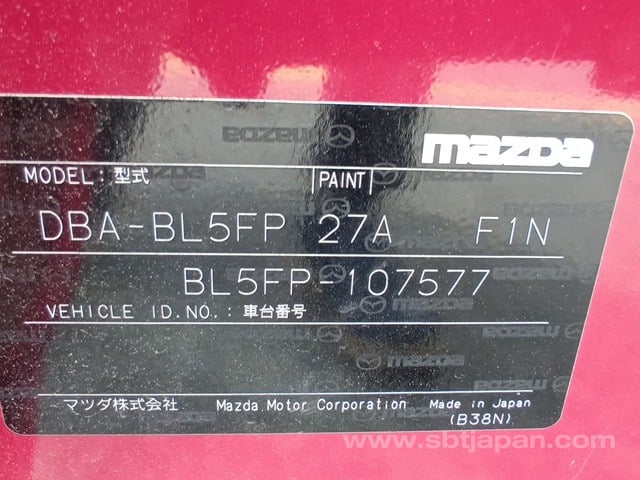 mazda
MODEL: 型式 PAINT
DBA-BL5FP 27A F1N
BL5FP-107577
VEHICLE ID.NO.: 車台番号
mazda
マツダ株式会社 Mazda Motor Corporation Made in Japan
(B38N)
www.sbtjapan.com